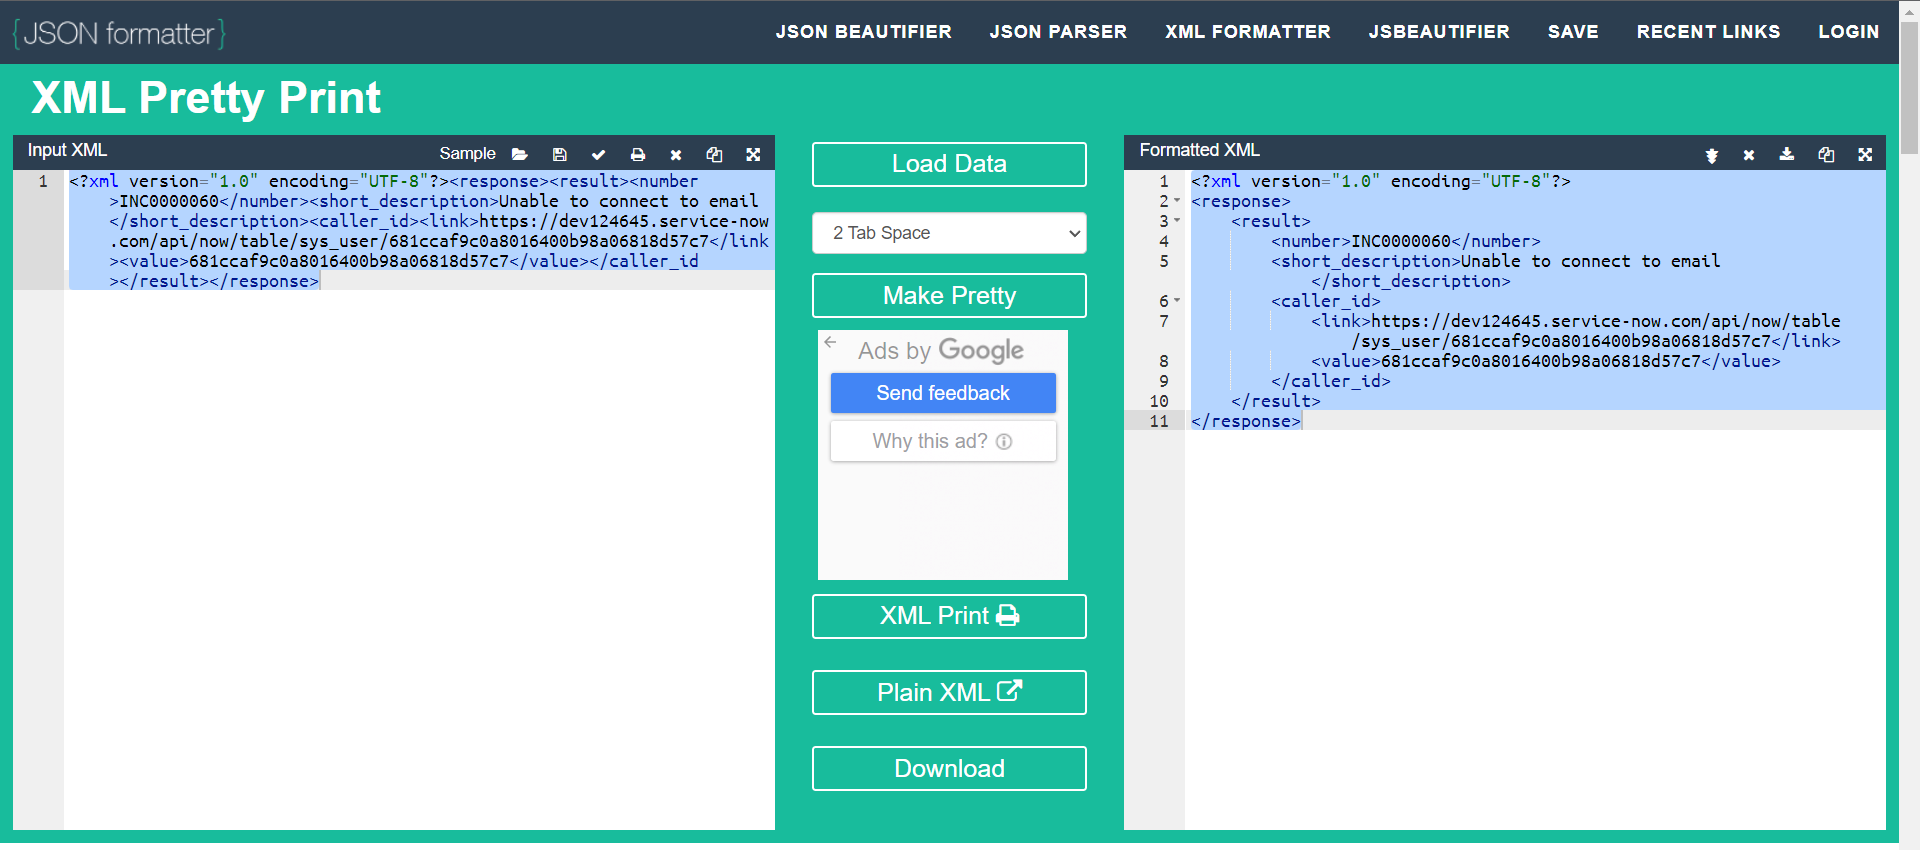 {JSON formatter}
JSON BEAUTIFIER JSON PARSER XML FORMATTER JSBEAUTIFIER SAVE RECENT LINKS LOGIN
XML Pretty Print
Input XML
Sample
1 <?xml version="1.0" encoding="UTF-8"?><response><result><number
>INC0000060</number><short_description>Unable to connect to email
</short_description><caller_id><link>https://dev124645.service-now
.com/api/now/table/sys_user/681ccaf9c0a8016400b98a06818d57c7</link
><value>681ccaf9c0a8016400b98a06818d57c7</value></caller_id
></result></response>
Load Data
2 Tab Space
Make Pretty
Ads by Google
Send feedback
Why this ad?
XML Print
Plain XML
Download
Formatted XML
1 <?xml version="1.0" encoding="UTF-8"?>
2 <response>
3 <result>
4 <number>INC0000060</number>
5 <short_description>Unable to connect to email
</short_description>
6 <caller_id>
7 <link>https://dev124645.service-now.com/api/now/table
/sys_user/681ccaf9c0a8016400b98a06818d57c7</link>
8 <value>681ccaf9c0a8016400b98a06818d57c7</value>
9 </caller_id>
10 </result>
11 </response>